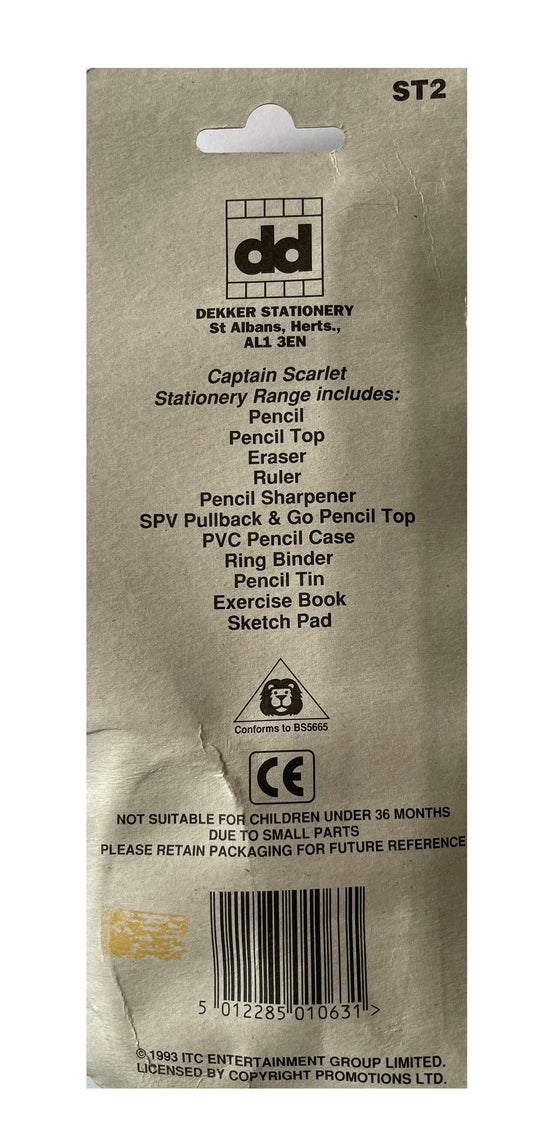 ST2
dd
DEKKER STATIONERY
St Albans, Herts.,
AL1 3EN
Captain Scarlet
Stationery Range includes:
Pencil
Pencil Top
Eraser
Ruler
Pencil Sharpener
SPV Pullback & Go Pencil Top
PVC Pencil Case
Ring Binder
Pencil Tin
Exercise Book
Sketch Pad
Conforms to BS5665
CE
NOT SUITABLE FOR CHILDREN UNDER 36 MONTHS
DUE TO SMALL PARTS
PLEASE RETAIN PACKAGING FOR FUTURE REFERENCE
5 012285 010631 >
© 1993 ITC ENTERTAINMENT GROUP LIMITED.
LICENSED BY COPYRIGHT PROMOTIONS LTD.